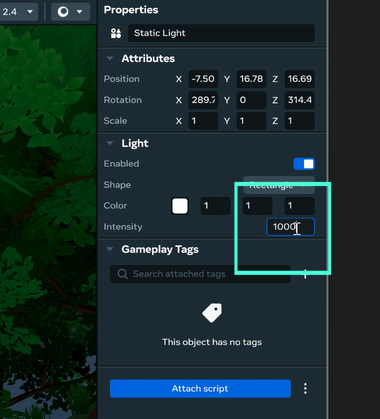 2.4
Properties
Static Light
Attributes
Position X -7.50 Y 16.78 Z 16.69
Rotation X 289.7 Y 0 Z 314.4
Scale X 1 Y 1 Z 1
Light
Enabled
Shape Rectangle
Color 1 1 1
Intensity 1000
Gameplay Tags
Search attached tags +
This object has no tags
Attach script